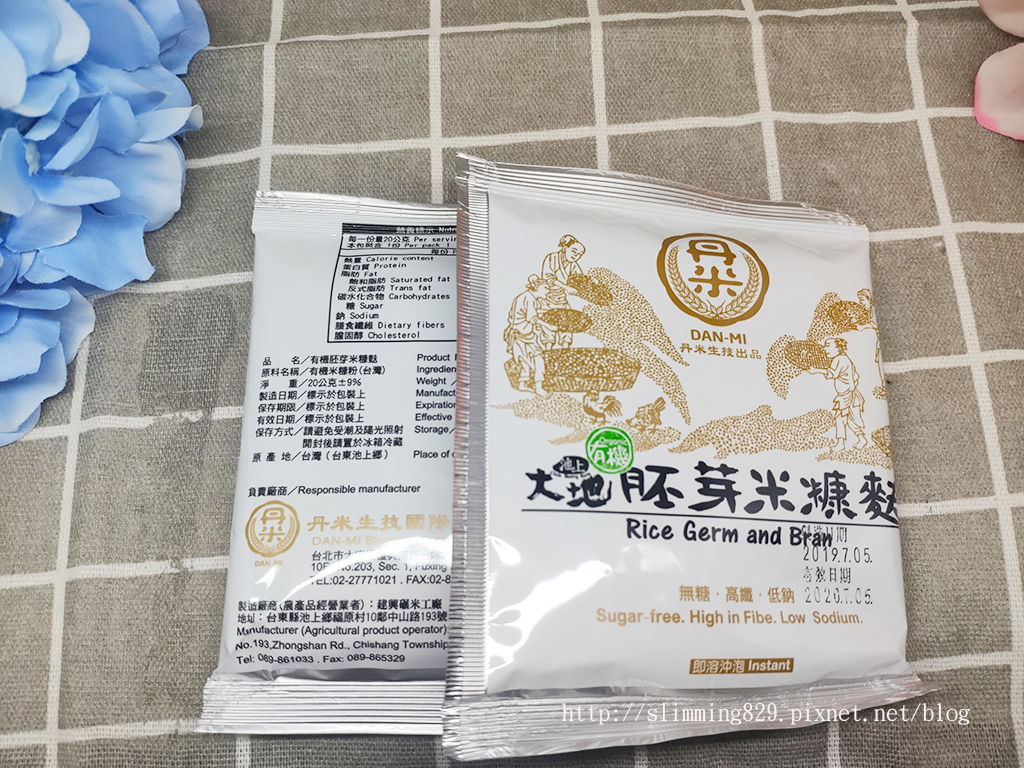 營養標示 Nutr
每一份量20公克 Per servin
本包裝含 1份 Per pack 1
每份
熱量 Calorie content
蛋白質 Protein
脂肪 Fat
飽和脂肪 Saturated fat
反式脂肪 Trans fat
碳水化合物 Carbohydrates
糖 Sugar
鈉 Sodium
膳食纖維 Dietary fibers
膽固醇 Cholesterol
品 名／有機胚芽米糠麩 Product
原料名稱／有機米糠粉(台灣) Ingredien
淨 重／20公克±9% Weight
製造日期／標示於包裝上 Manufact
保存期限／標示於包裝上 Expiration
有效日期／標示於包裝上 Effective
保存方式／請避免受潮及陽光照射 Storage
開封後請置於冰箱冷藏
原 產 地／台灣（台東池上鄉） Place of
負責廠商／Responsible manufacturer
丹米
DAN-MI
丹米生技國際
DAN-MI
台北市大
10F., No.203, Sec. 1, Fuxing
TEL:02-27771021 . FAX:02-8
製造廠商(農產品經營業者)：建興碾米工廠
地址：台東縣池上鄉福原村10鄰中山路193號
Manufacturer (Agricultural product operator):
No.193,Zhongshan Rd., Chishang Township
Tel: 089-861033 . Fax: 089-865329
丹米
DAN-MI
丹米生技出品
有機
池上
大地胚芽米糠麩
Rice Germ and Bran
2019.7.05.
有效日期
2020.7.05.
無糖．高纖．低鈉
Sugar-free. High in Fibe. Low Sodium.
即溶沖泡 Instant
http://slimming829.pixnet.net/blog